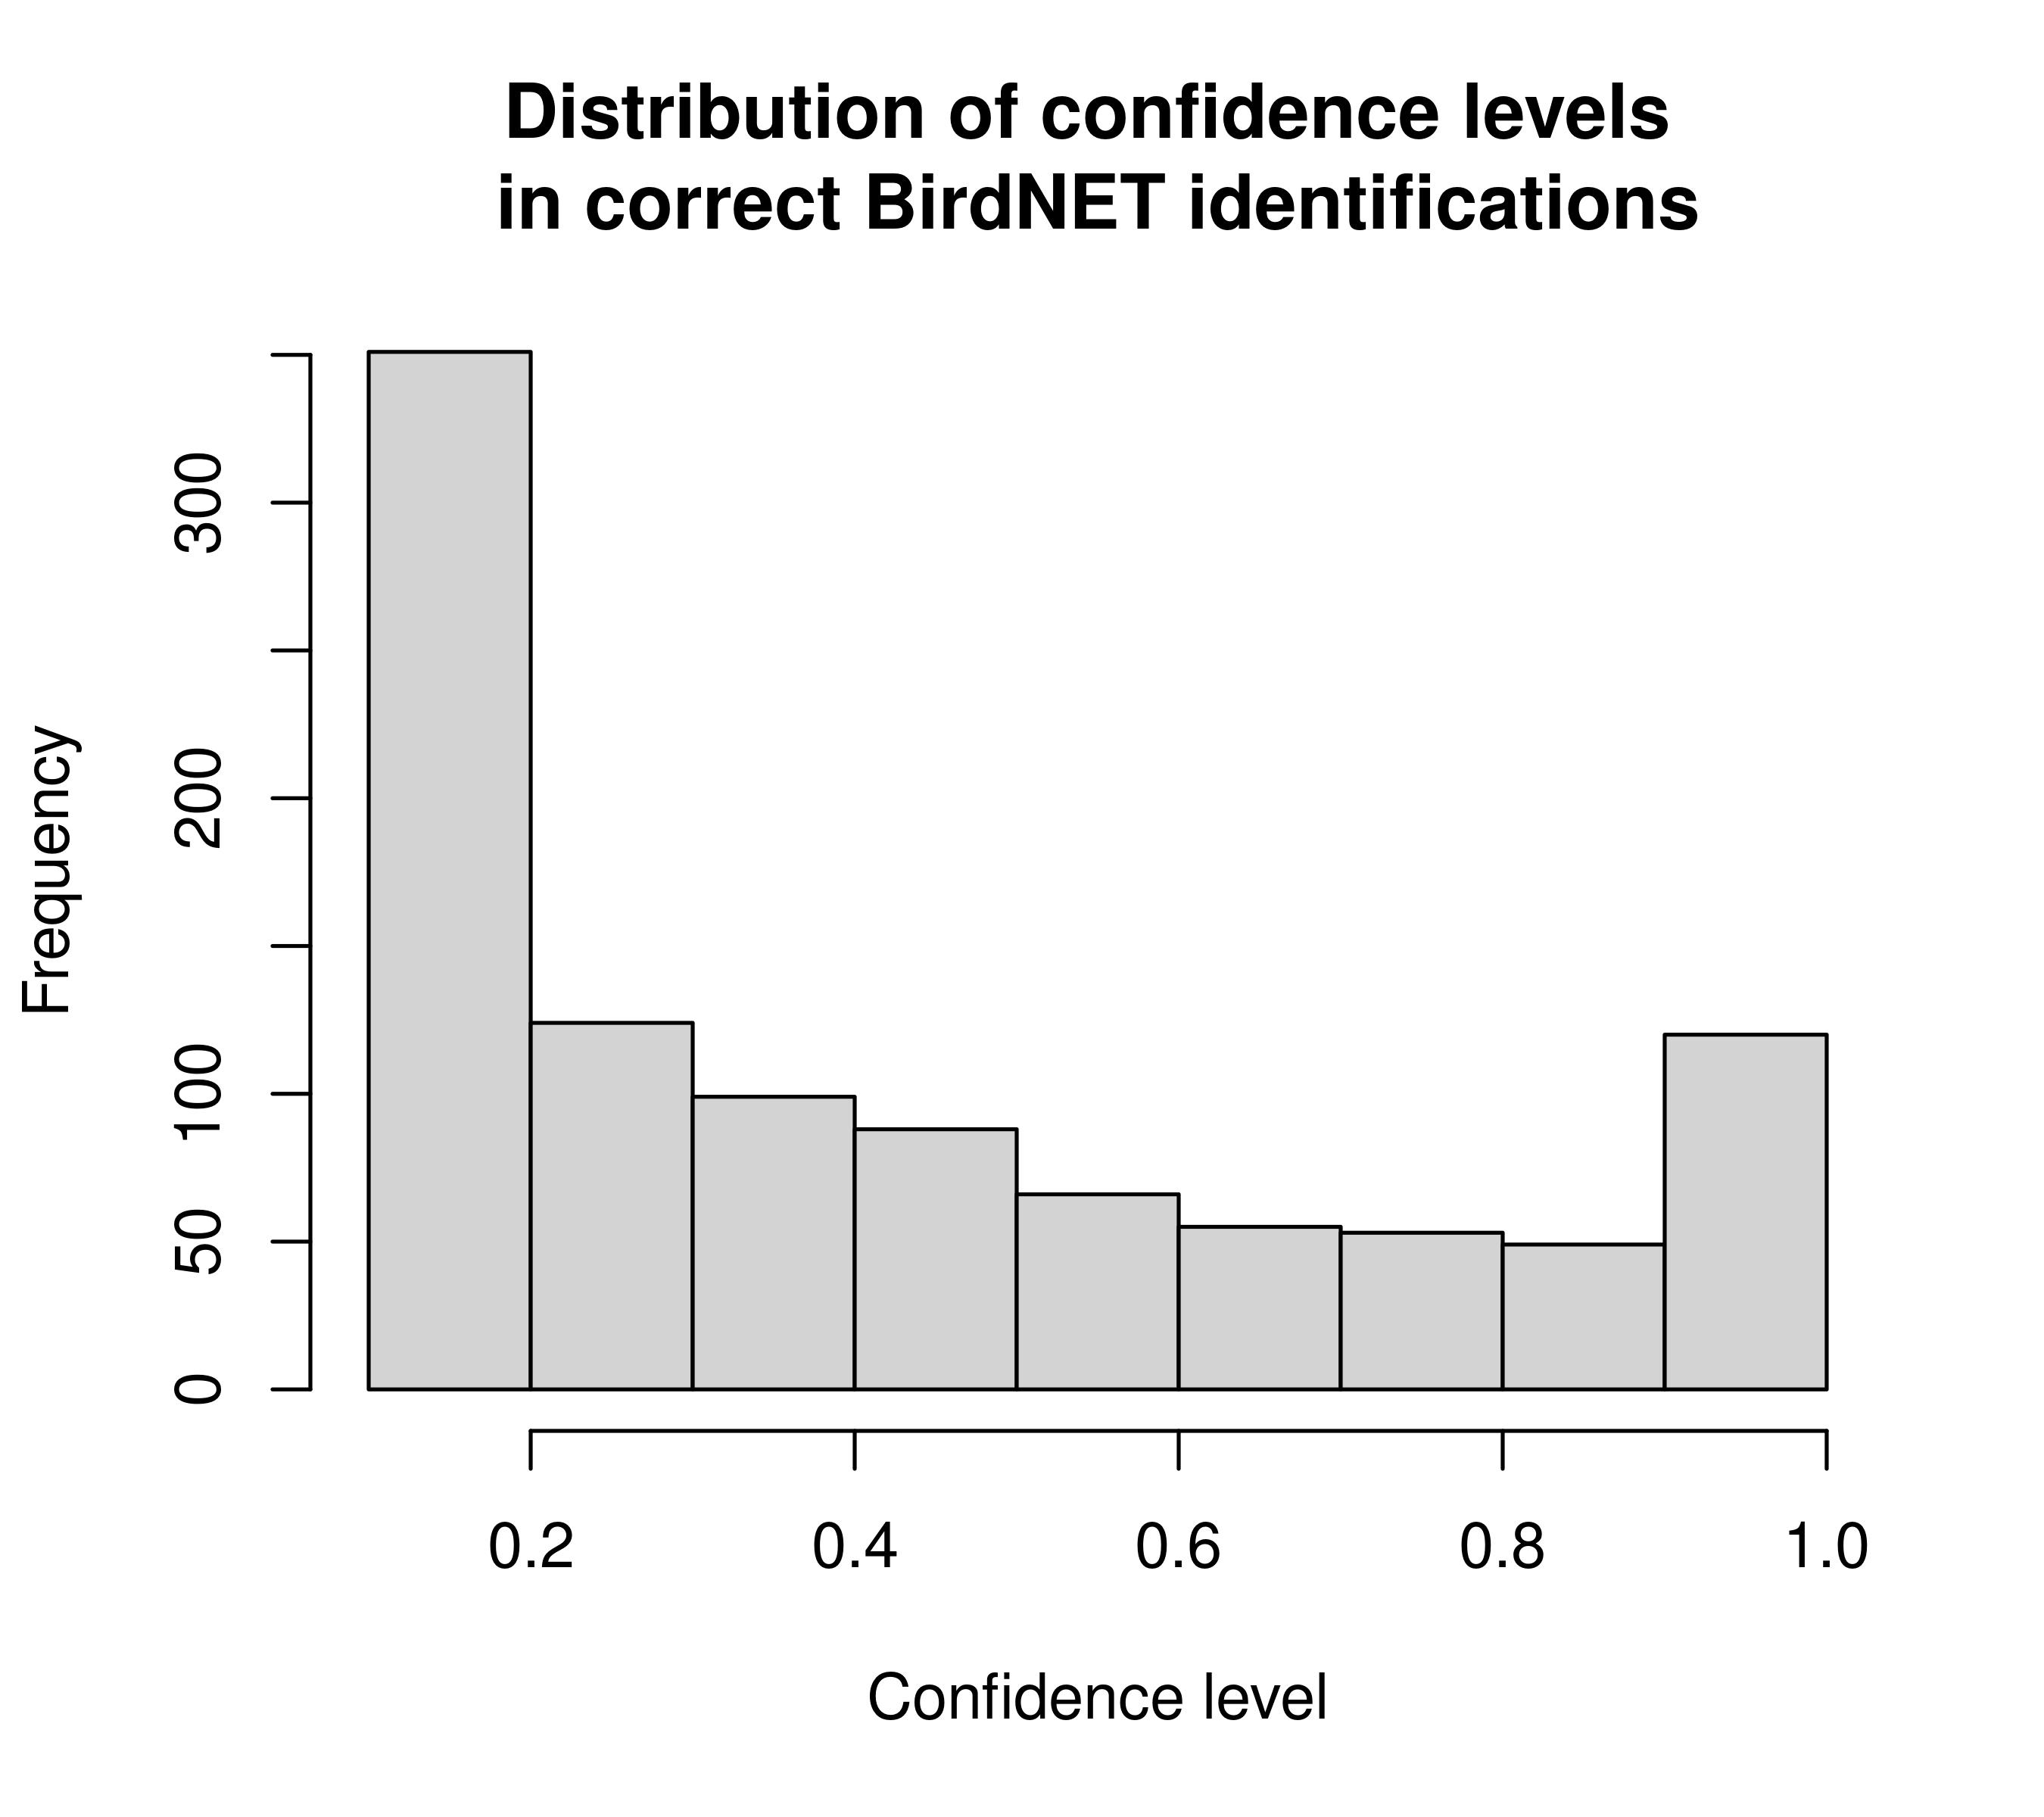 Distribution of confidence levels
in correct BirdNET identifications
Frequency
300
200
100
50
0
0.2 0.4 0.6 0.8 1.0
Confidence level